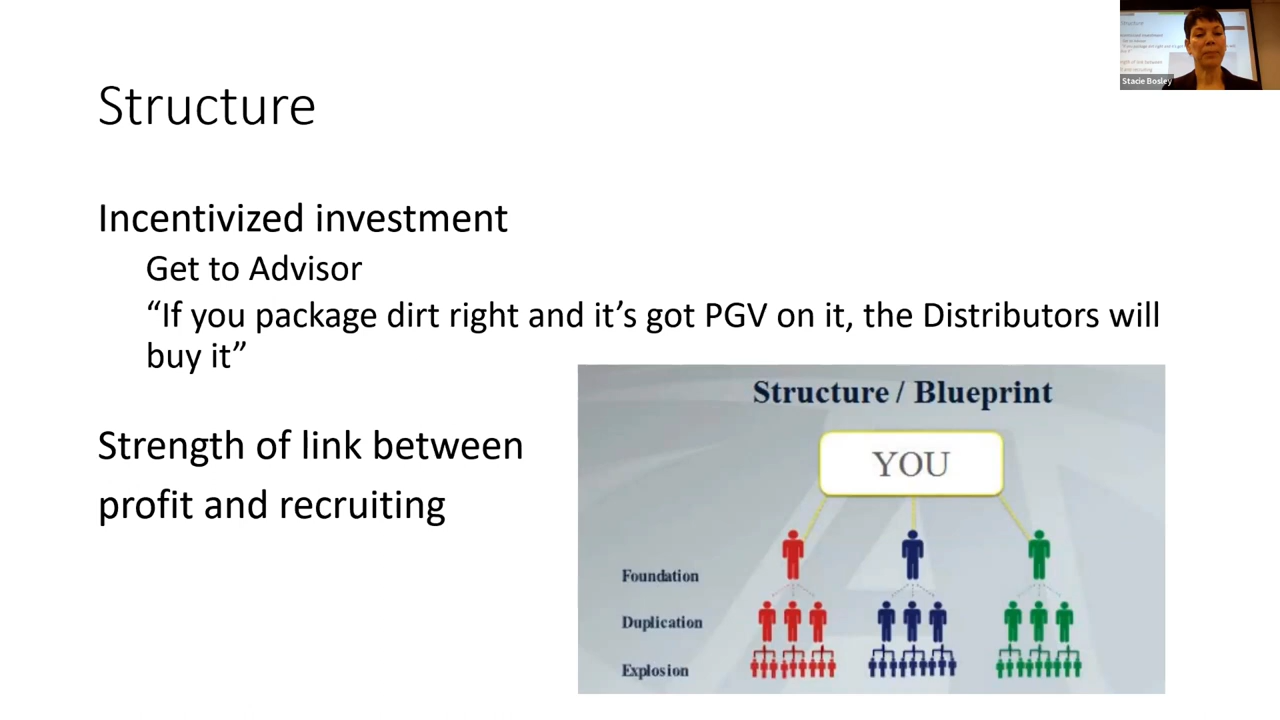 Structure
Stacie Bosley
Incentivized investment
Get to Advisor
“If you package dirt right and it’s got PGV on it, the Distributors will
buy it”
Strength of link between
profit and recruiting
Structure / Blueprint
YOU
Foundation
Duplication
Explosion